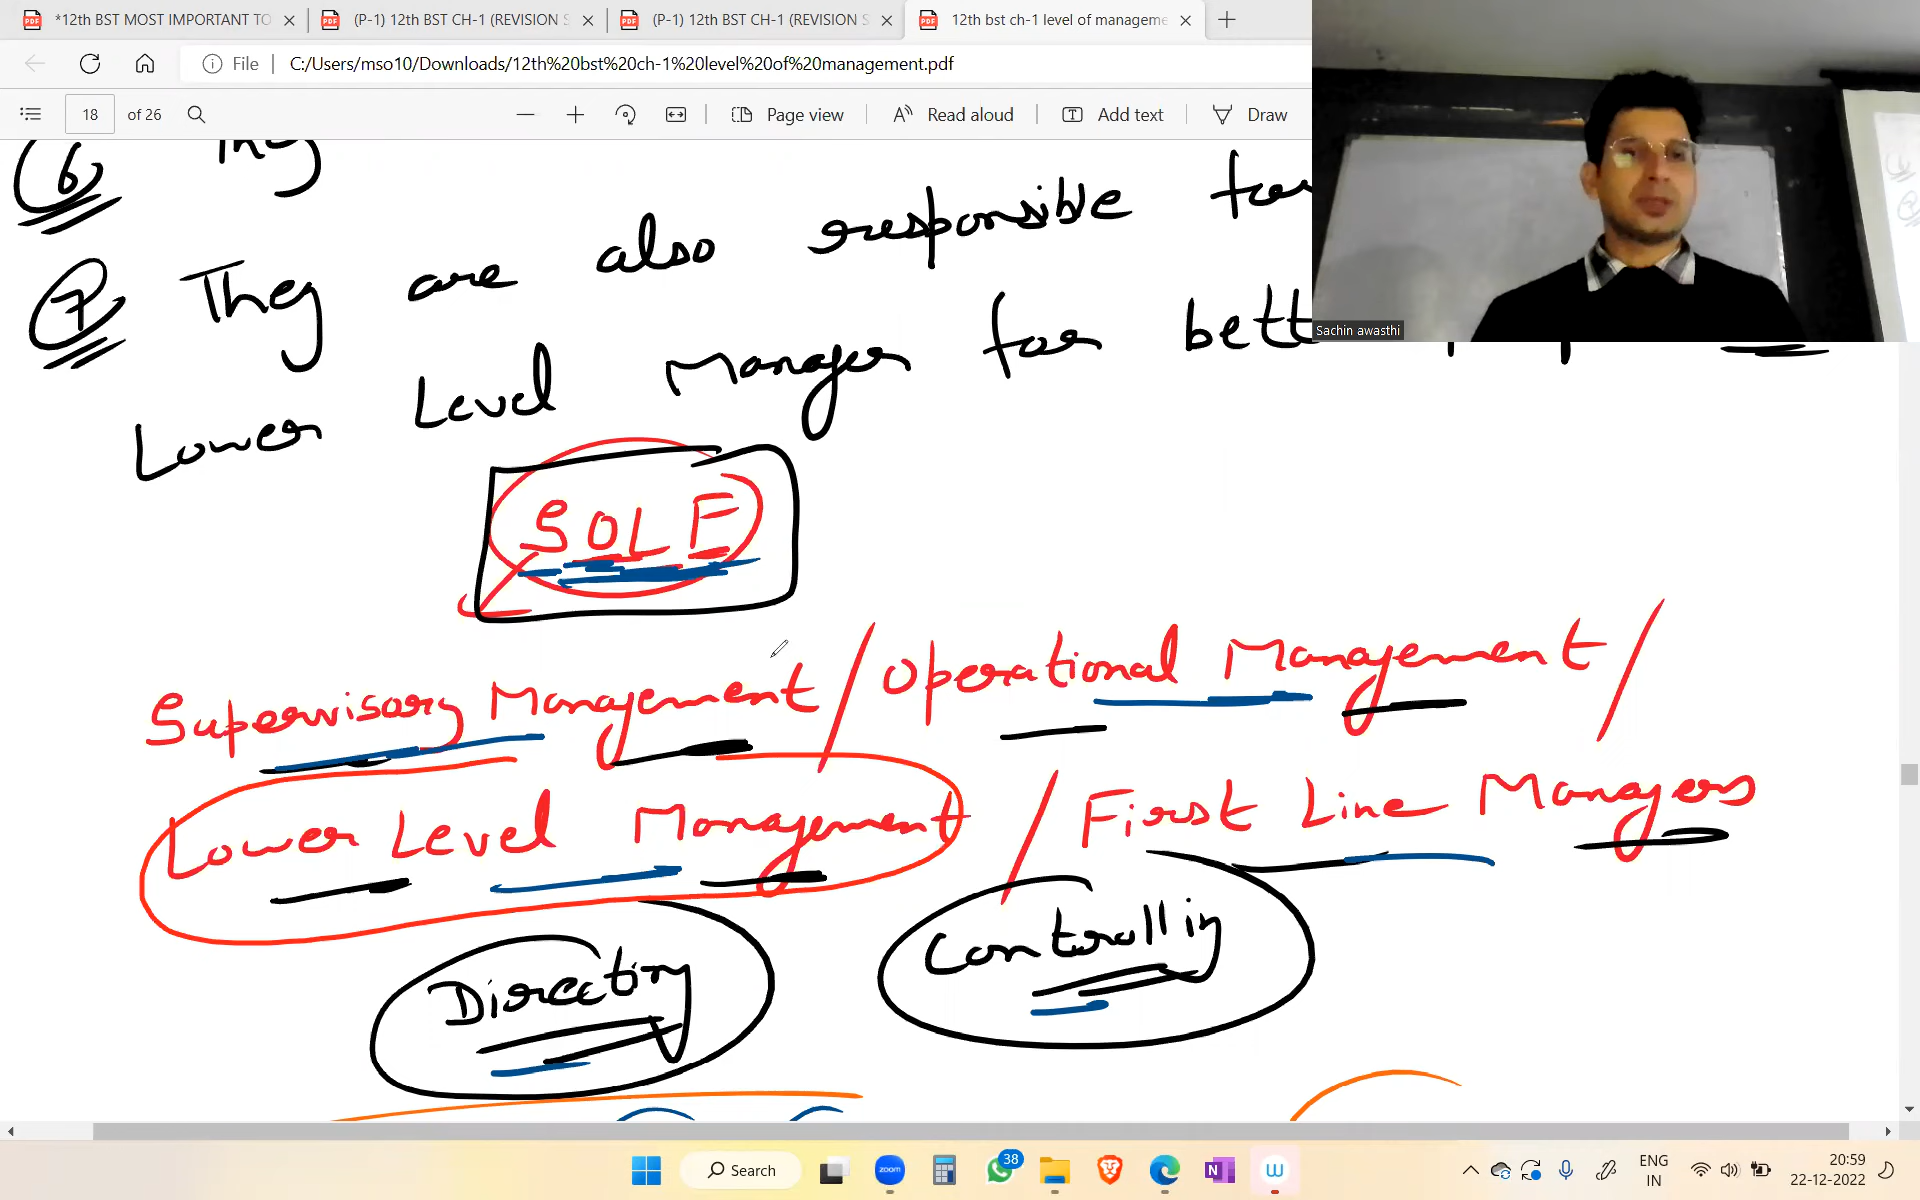 *12th BST MOST IMPORTANT TO
(P-1) 12th BST CH-1 (REVISION S
(P-1) 12th BST CH-1 (REVISION S
12th bst ch-1 level of manageme
File
C:/Users/mso10/Downloads/12th%20bst%20ch-1%20level%20of%20management.pdf
18 of 26
Page view
Read aloud
Add text
Draw
Sachin awasthi
6 They
7 They are also responsible for
Lower Level Manager for bett
SOLF
Supervisory Management / Operational Management /
Lower Level Management / First Line Managers
Directing Controlling
Search
zoom
38
W
ENG
IN
20:59
22-12-2022